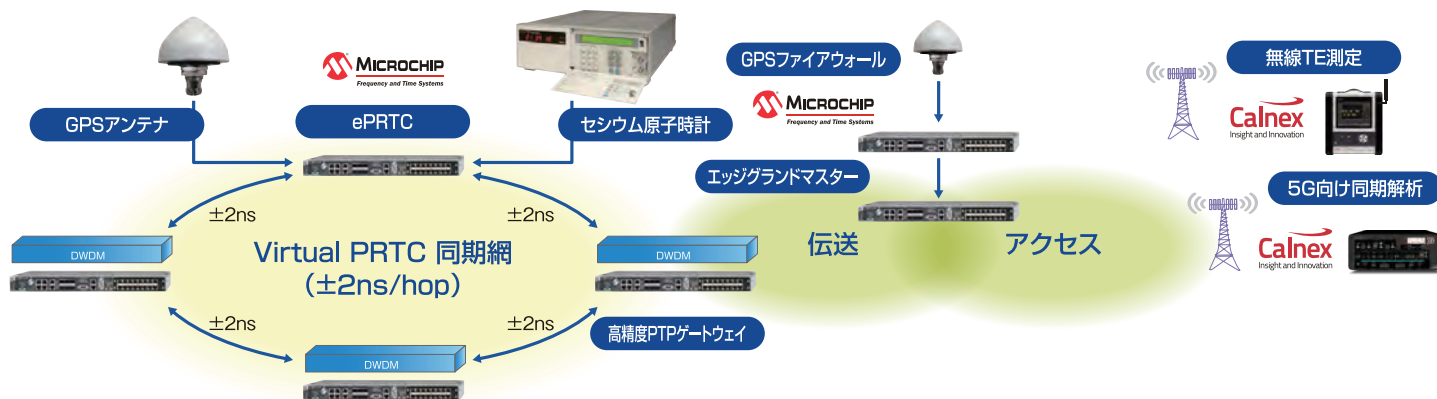 GPSアンテナ
MICROCHIP
Frequency and Time Systems
ePRTC
セシウム原子時計
GPSファイアウォール
MICROCHIP
Frequency and Time Systems
エッジグランドマスター
無線TE測定
Calnex
Insight and Innovation
5G向け同期解析
Calnex
Insight and Innovation
±2ns
±2ns
DWDM
Virtual PRTC 同期網
(±2ns/hop)
DWDM
伝送
アクセス
±2ns
±2ns
高精度PTPゲートウェイ
DWDM